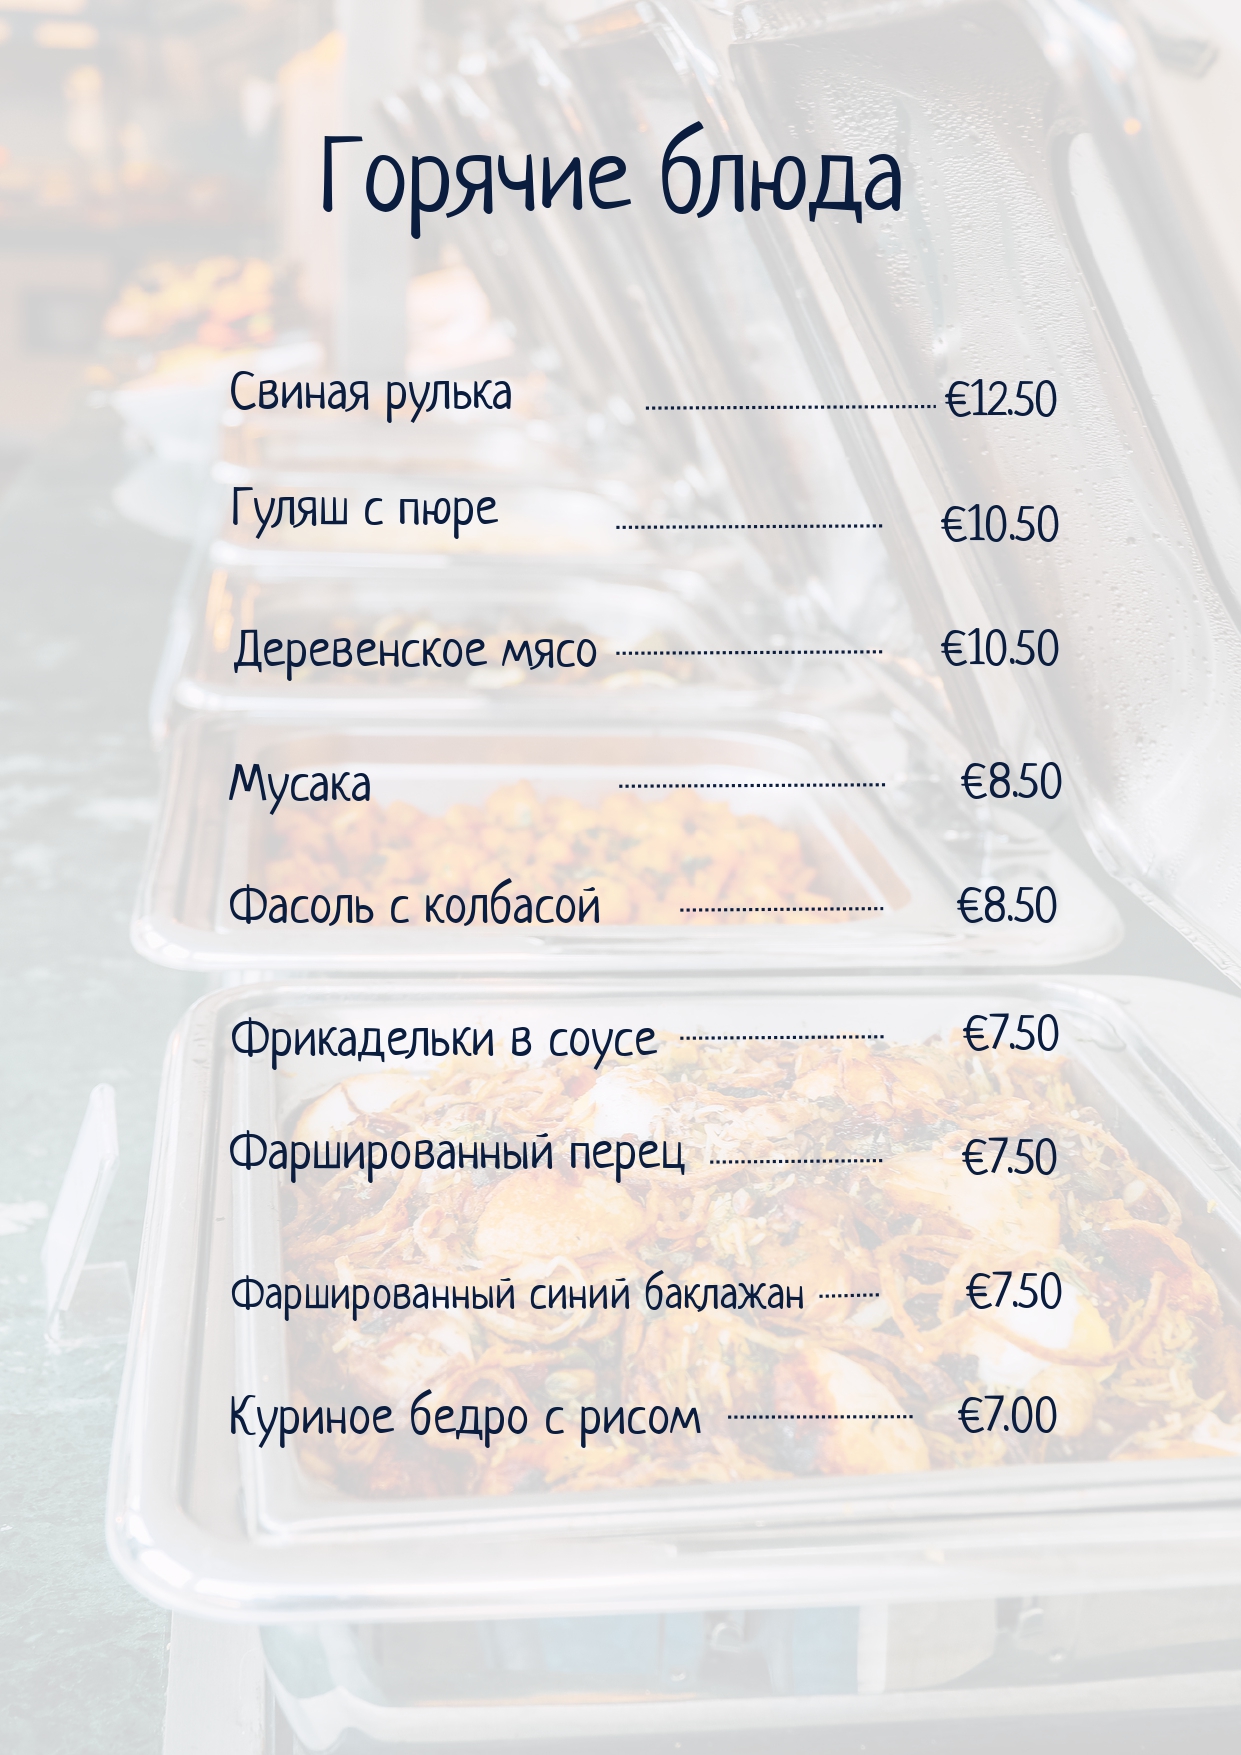 Горячие блюда
Свиная рулька €12.50
Гуляш с пюре €10.50
Деревенское мясо €10.50
Мусака €8.50
Фасоль с колбасой €8.50
Фрикадельки в соусе €7.50
Фаршированный перец €7.50
Фаршированный синий баклажан €7.50
Куриное бедро с рисом €7.00